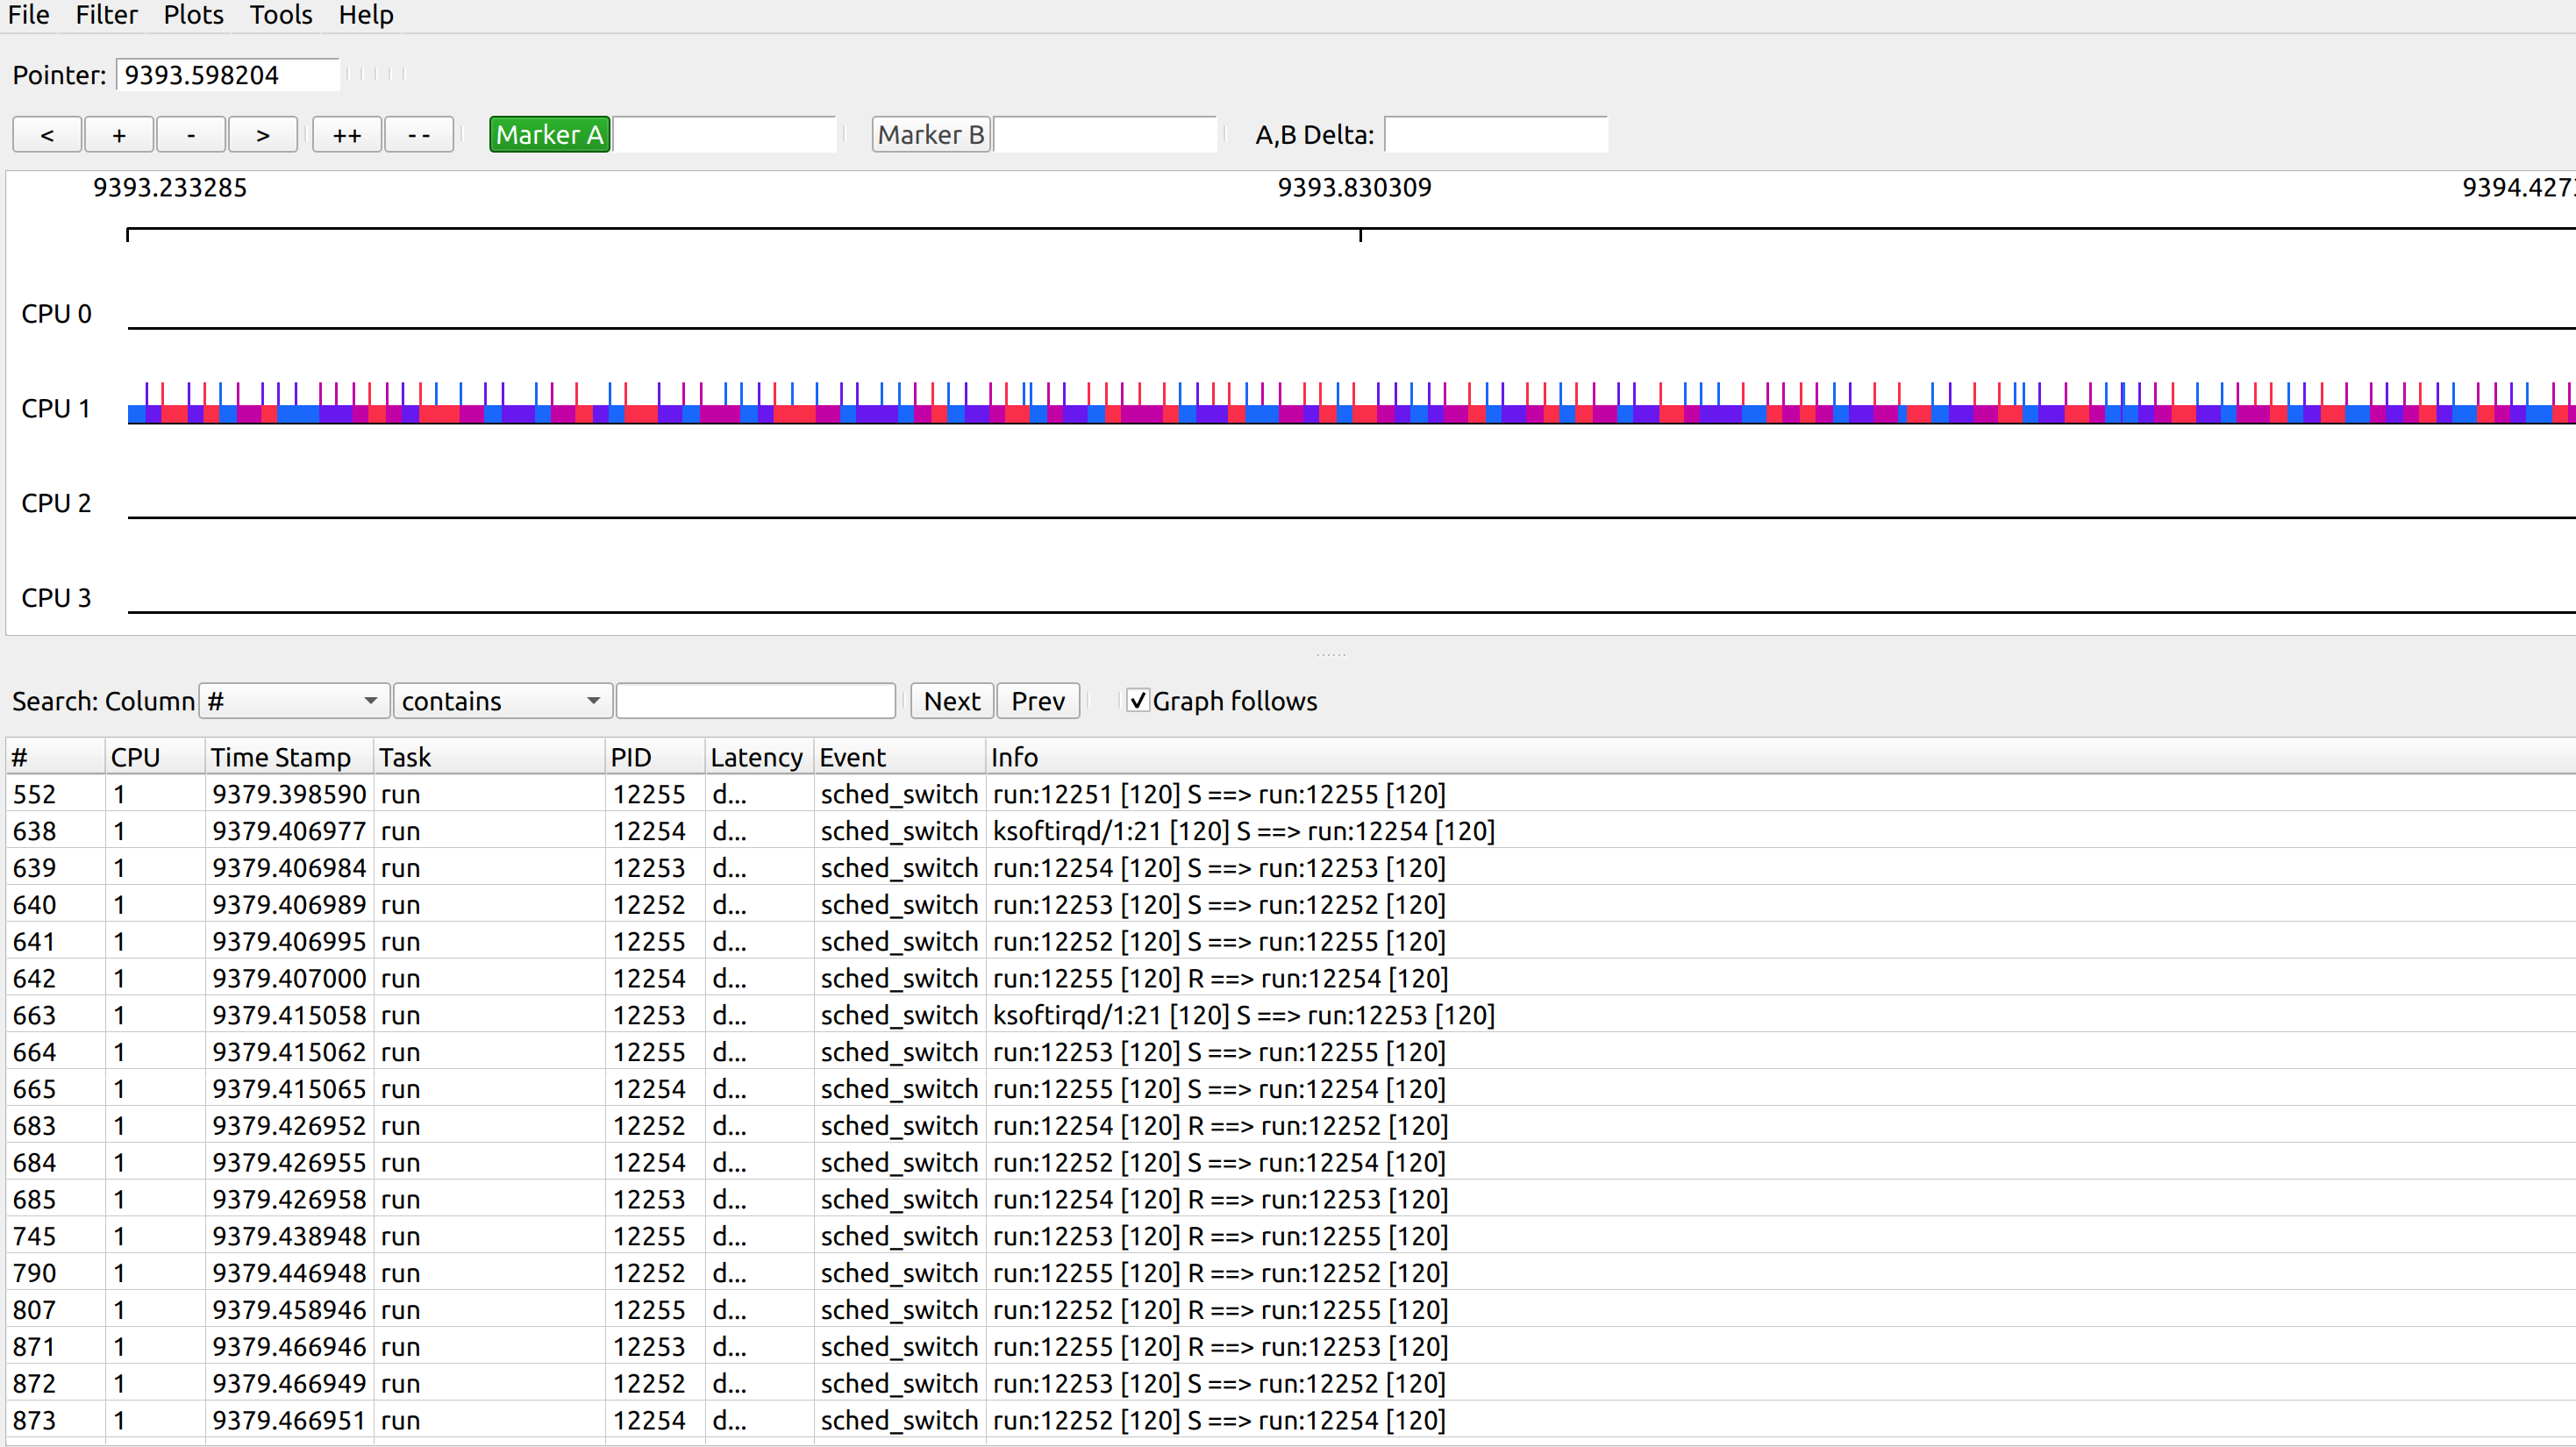 File Filter Plots Tools Help
Pointer: 9393.598204
< + - > ++ -- Marker A Marker B A,B Delta:
9393.233285 9393.830309
CPU 0
CPU 1
CPU 2
CPU 3
Search: Column # contains Next Prev Graph follows
# CPU Time Stamp Task PID Latency Event Info
552 1 9379.398590 run 12255 d... sched_switch run:12251 [120] S ==> run:12255 [120]
638 1 9379.406977 run 12254 d... sched_switch ksoftirqd/1:21 [120] S ==> run:12254 [120]
639 1 9379.406984 run 12253 d... sched_switch run:12254 [120] S ==> run:12253 [120]
640 1 9379.406989 run 12252 d... sched_switch run:12253 [120] S ==> run:12252 [120]
641 1 9379.406995 run 12255 d... sched_switch run:12252 [120] S ==> run:12255 [120]
642 1 9379.407000 run 12254 d... sched_switch run:12255 [120] R ==> run:12254 [120]
663 1 9379.415058 run 12253 d... sched_switch ksoftirqd/1:21 [120] S ==> run:12253 [120]
664 1 9379.415062 run 12255 d... sched_switch run:12253 [120] S ==> run:12255 [120]
665 1 9379.415065 run 12254 d... sched_switch run:12255 [120] S ==> run:12254 [120]
683 1 9379.426952 run 12252 d... sched_switch run:12254 [120] R ==> run:12252 [120]
684 1 9379.426955 run 12254 d... sched_switch run:12252 [120] S ==> run:12254 [120]
685 1 9379.426958 run 12253 d... sched_switch run:12254 [120] R ==> run:12253 [120]
745 1 9379.438948 run 12255 d... sched_switch run:12253 [120] R ==> run:12255 [120]
790 1 9379.446948 run 12252 d... sched_switch run:12255 [120] R ==> run:12252 [120]
807 1 9379.458946 run 12255 d... sched_switch run:12252 [120] R ==> run:12255 [120]
871 1 9379.466946 run 12253 d... sched_switch run:12255 [120] R ==> run:12253 [120]
872 1 9379.466949 run 12252 d... sched_switch run:12253 [120] S ==> run:12252 [120]
873 1 9379.466951 run 12254 d... sched_switch run:12252 [120] S ==> run:12254 [120]